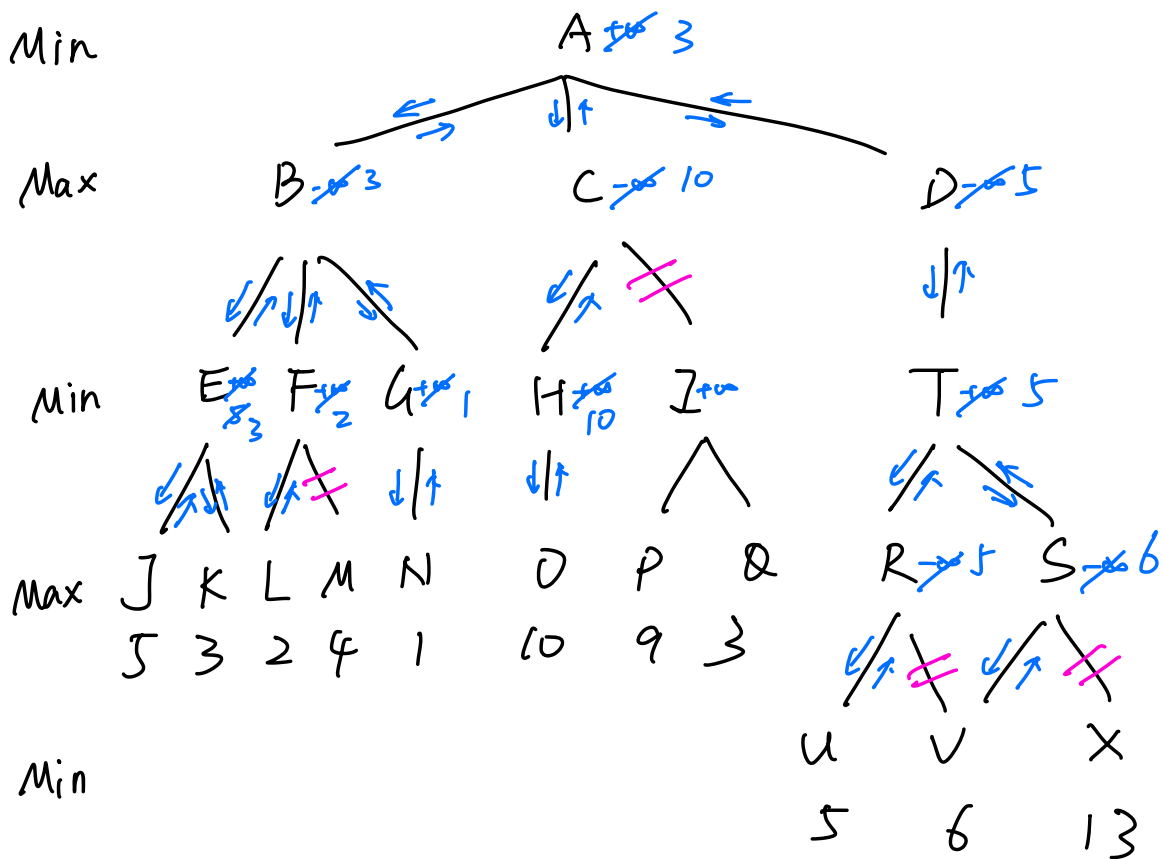 Min A +∞ 3
Max B -∞ 3 C -∞ 10 D -∞ 5
Min E +∞ F +∞ G +∞ 1 H +∞ I +∞ T +∞ 5
5 3 2 10
Max J K L M N O P Q R -∞ 5 S -∞ 6
5 3 2 4 1 10 9 3
Min U V X
5 6 13